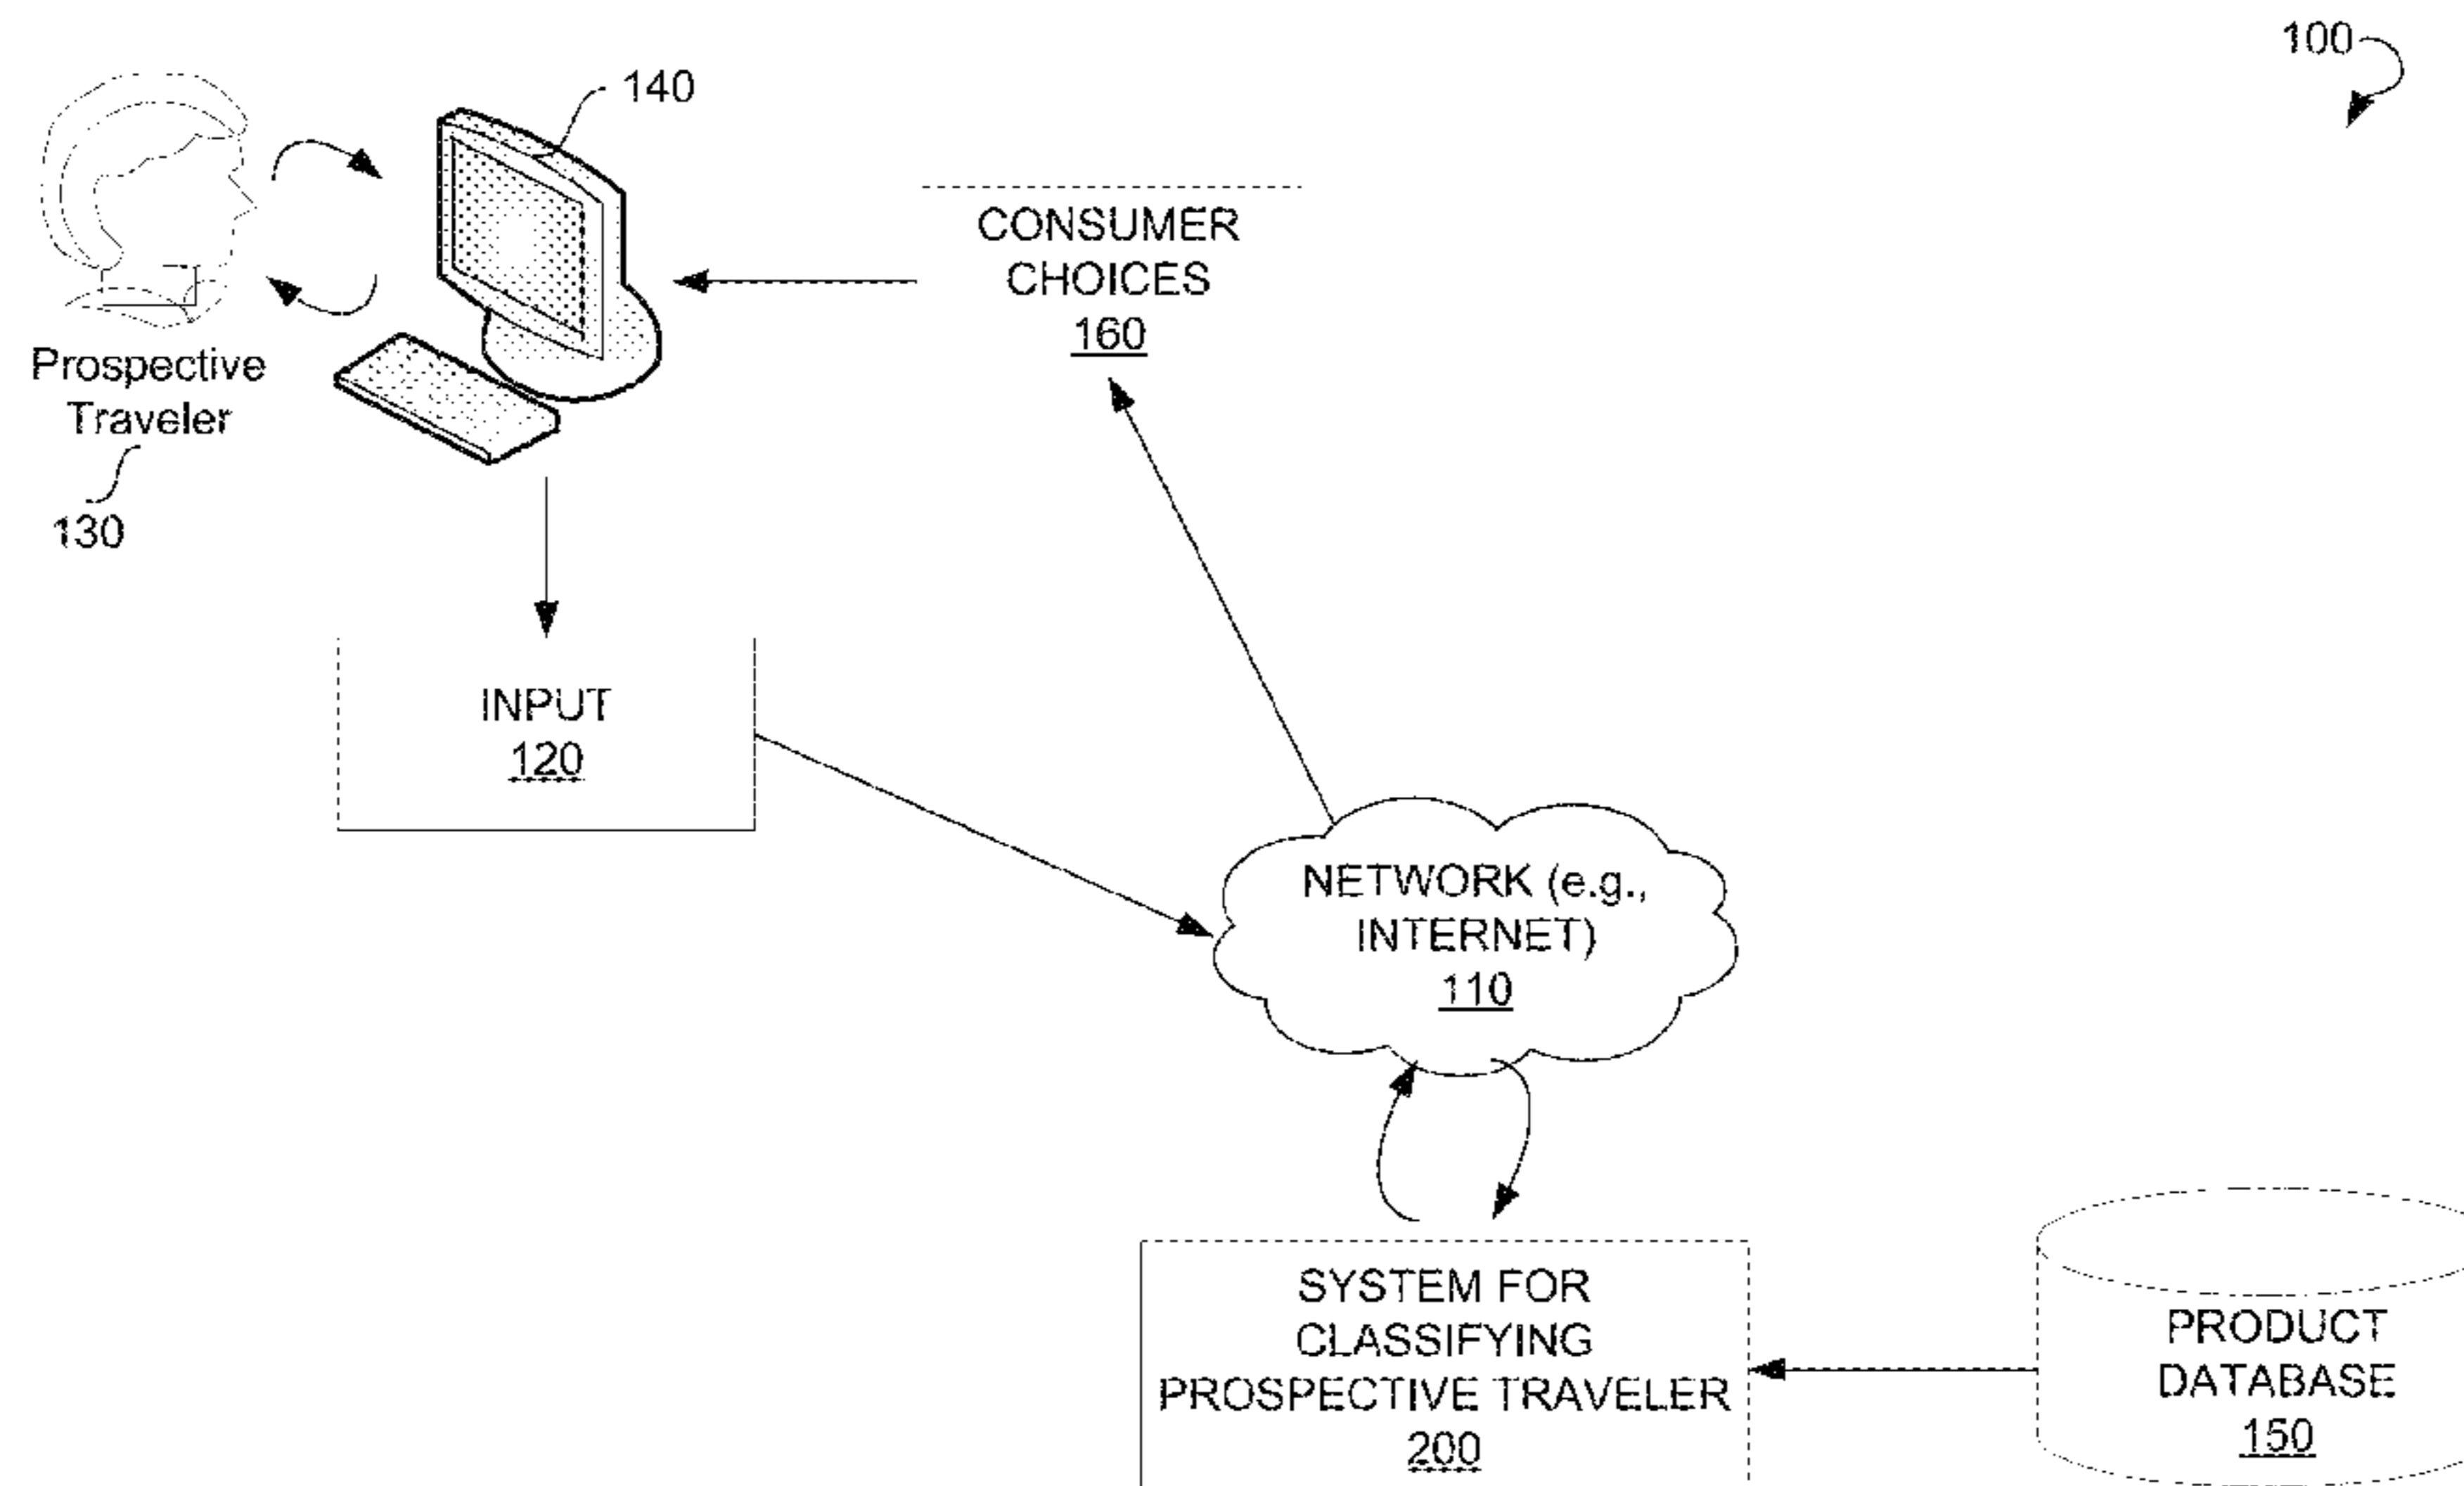 100
140
CONSUMER
CHOICES
160
Prospective
Traveler
130
INPUT
120
NETWORK (e.g.,
INTERNET)
110
SYSTEM FOR
CLASSIFYING
PROSPECTIVE TRAVELER
200
PRODUCT
DATABASE
150